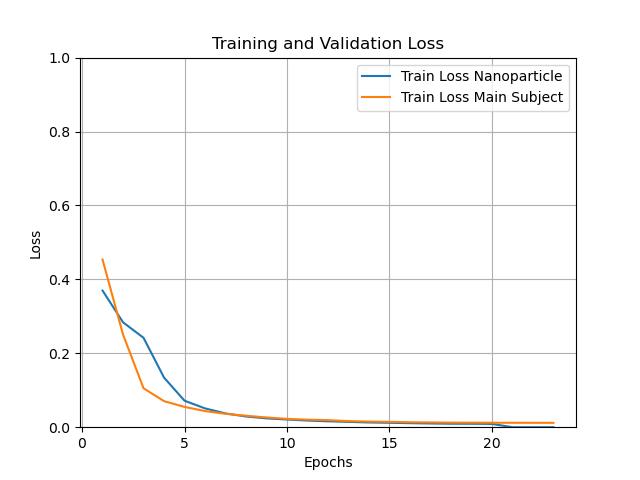 Training and Validation Loss
Train Loss Nanoparticle
Train Loss Main Subject
1.0
0.8
0.6
0.4
0.2
0.0
Loss
0 5 10 15 20
Epochs